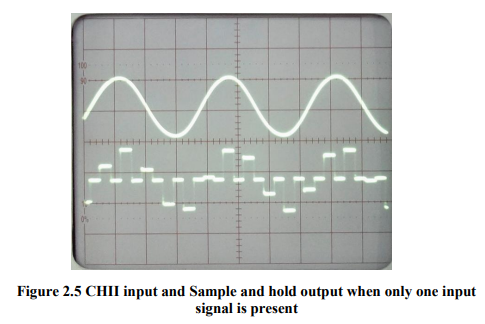 100
90
0%
Figure 2.5 CHII input and Sample and hold output when only one input
signal is present